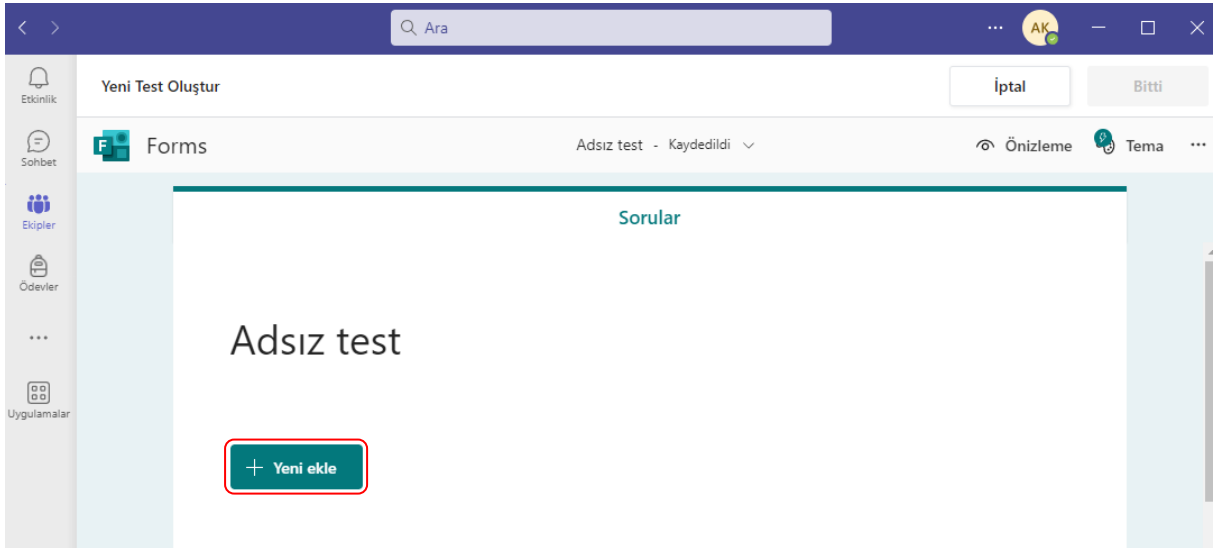 Ara
AK
Etkinlik
Yeni Test Oluştur
İptal
Bitti
Sohbet
F
Forms
Adsız test - Kaydedildi
Önizleme
Tema
Ekipler
Sorular
Ödevler
Adsız test
Uygulamalar
+ Yeni ekle